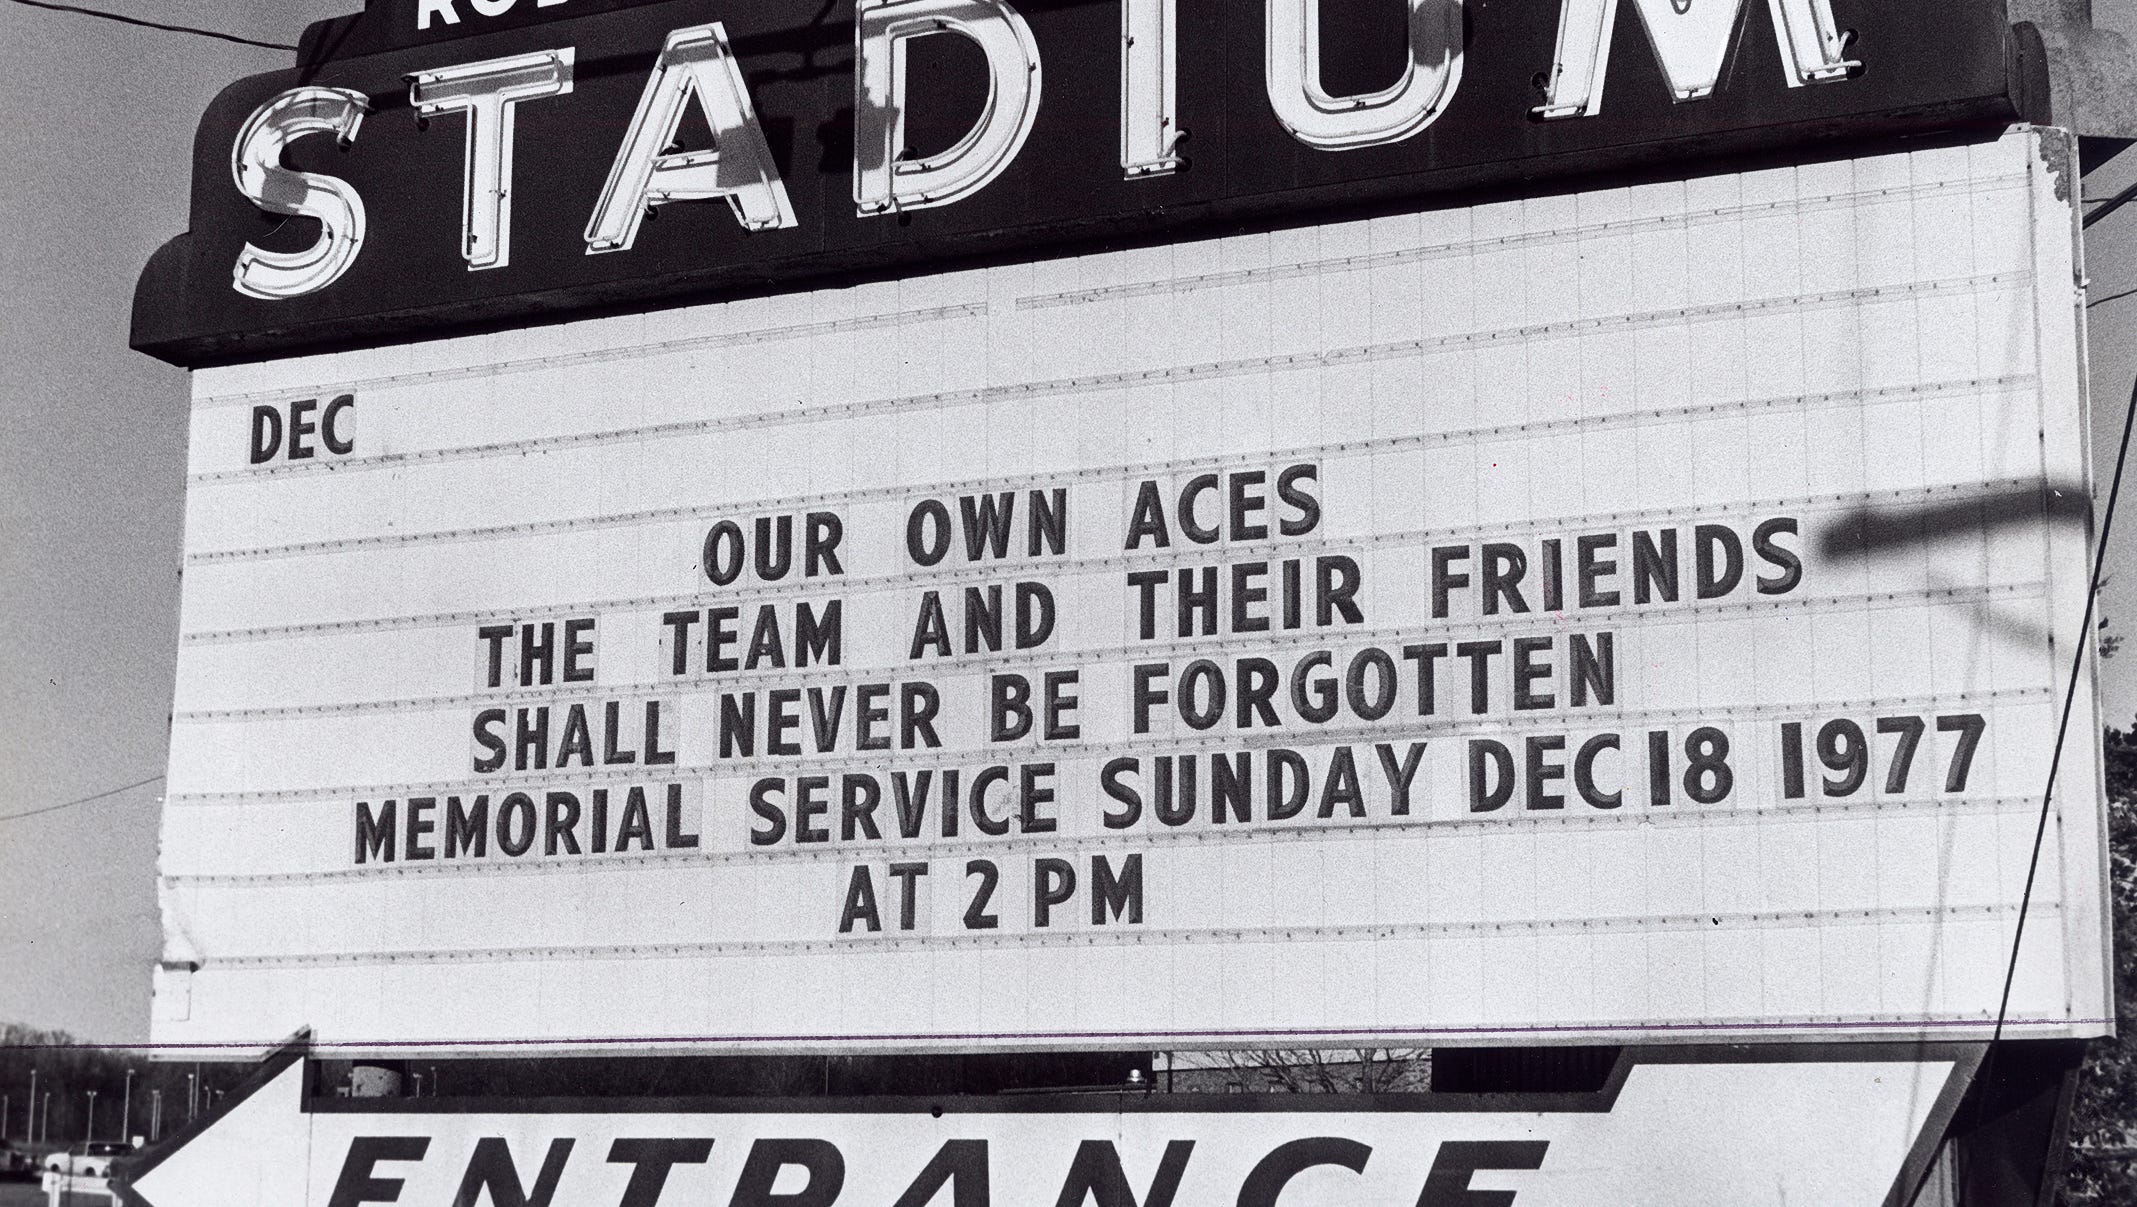 STADIUM
DEC
OUR OWN ACES
THE TEAM AND THEIR FRIENDS
SHALL NEVER BE FORGOTTEN
MEMORIAL SERVICE SUNDAY DEC 18 1977
AT 2 PM
ENTRANCE